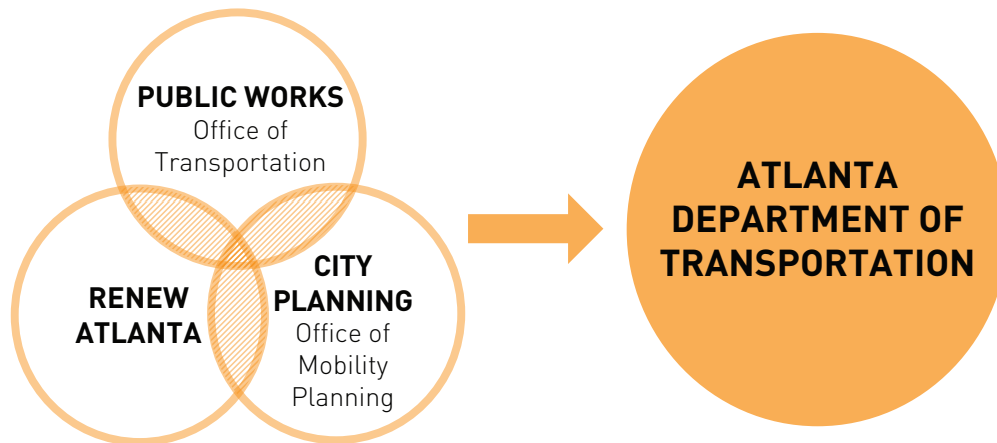 PUBLIC WORKS
Office of
Transportation
RENEW
ATLANTA
CITY
PLANNING
Office of
Mobility
Planning
ATLANTA
DEPARTMENT OF
TRANSPORTATION